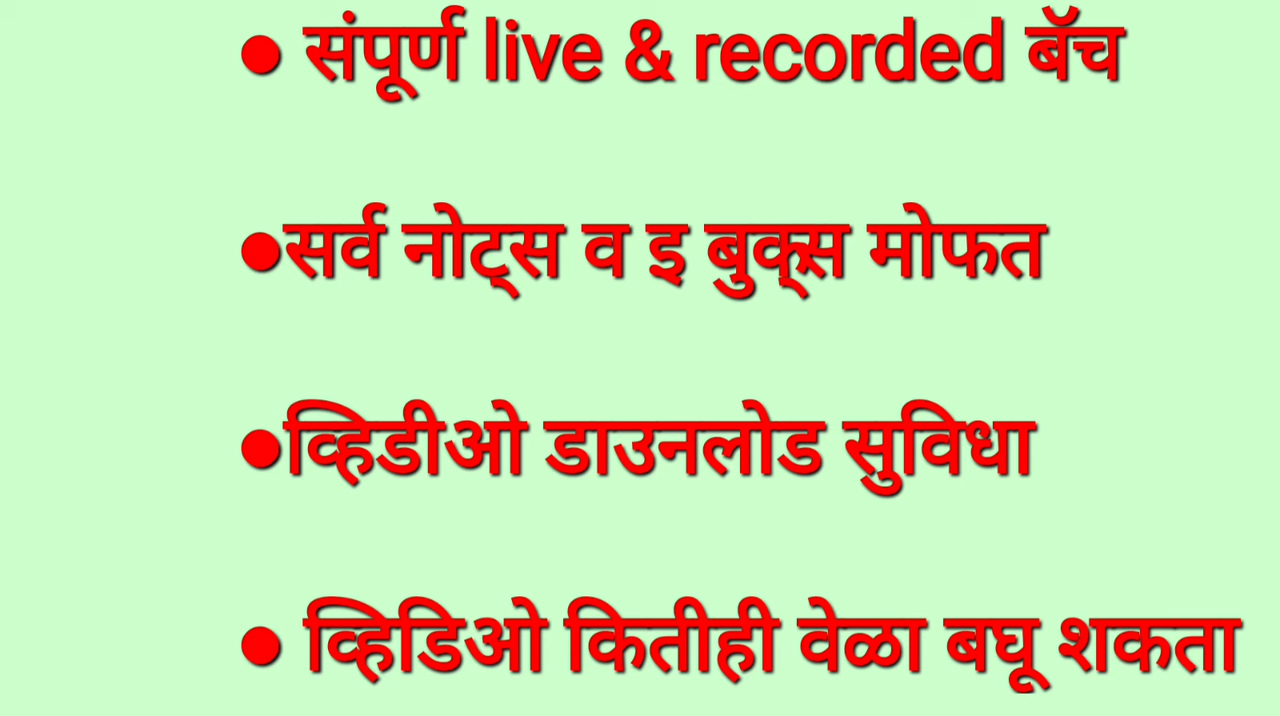 ● संपूर्ण live & recorded बॅच
●सर्व नोट्स व इ बुक्स मोफत
●व्हिडीओ डाउनलोड सुविधा
● व्हिडिओ कितीही वेळा बघू शकता